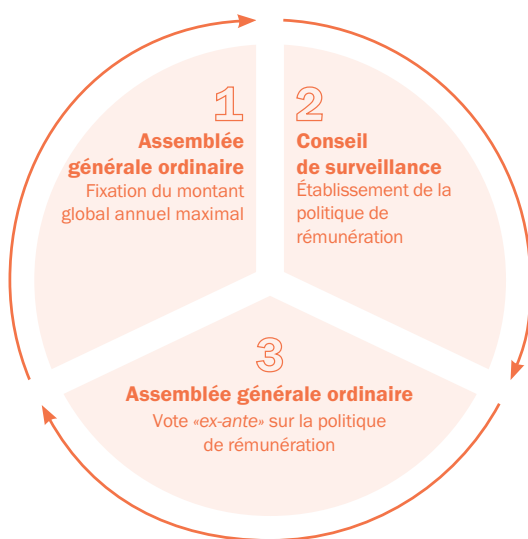 1
Assemblée
générale ordinaire
Fixation du montant
global annuel maximal
2
Conseil
de surveillance
Établissement de la
politique de
rémunération
3
Assemblée générale ordinaire
Vote «ex-ante» sur la politique
de rémunération